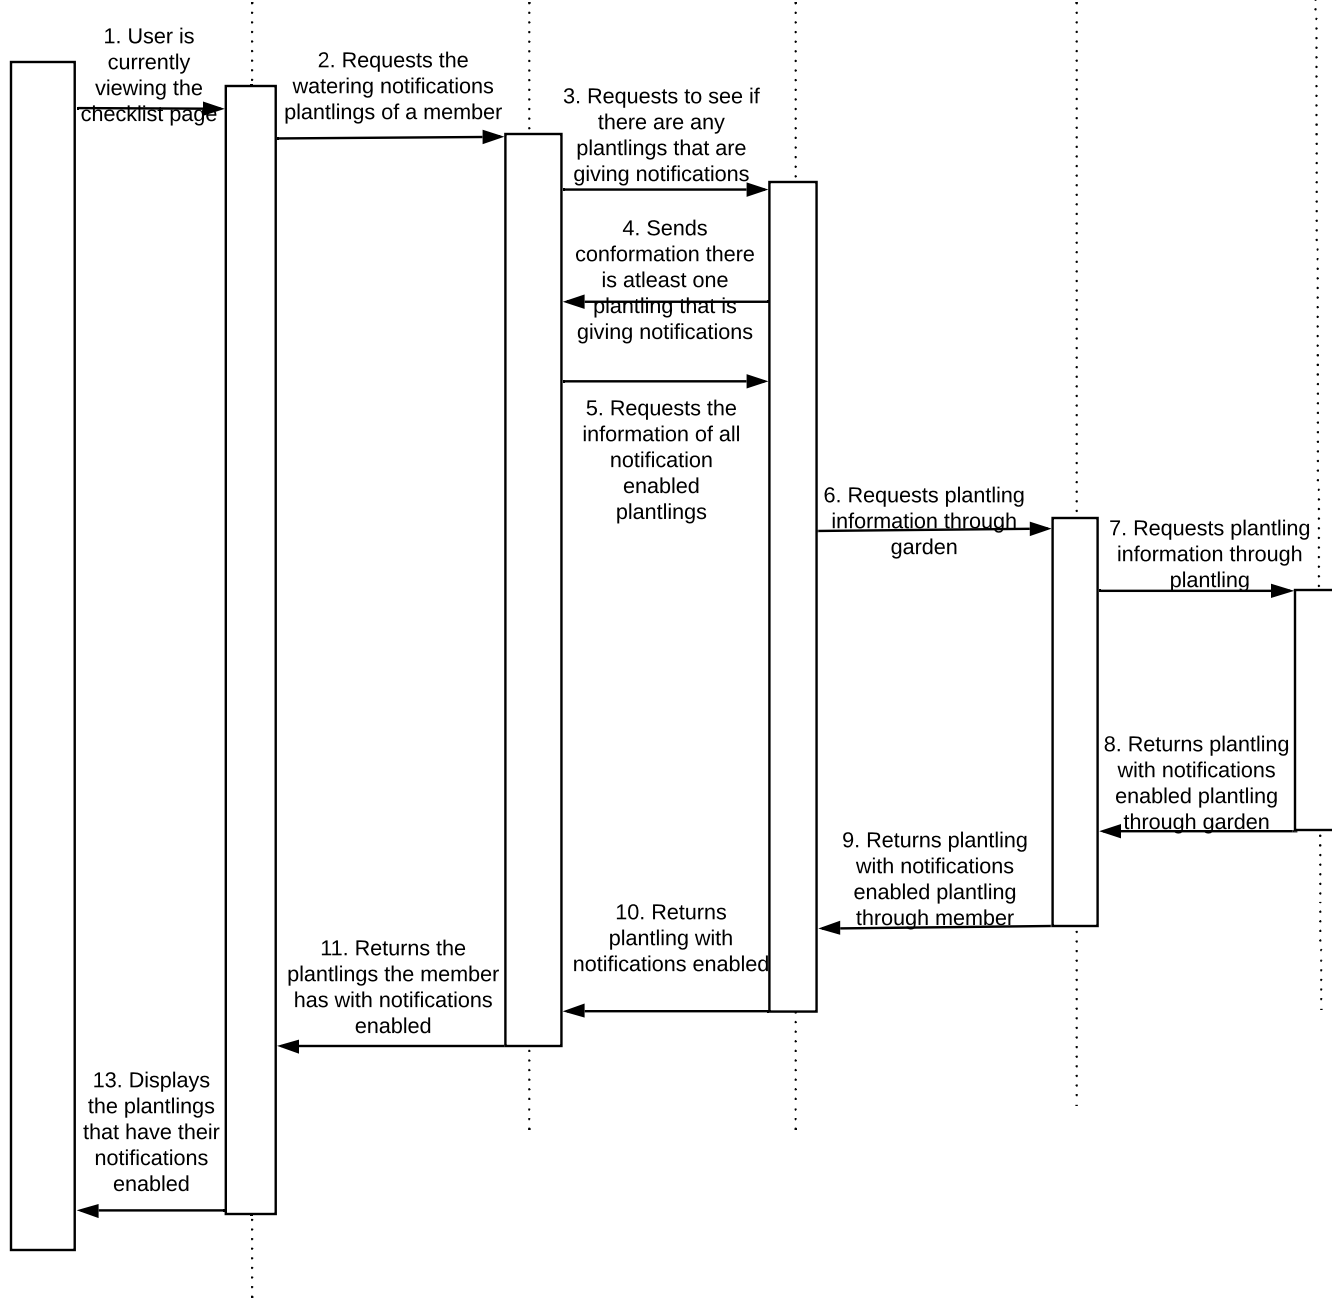 1. User is
currently
viewing the
checklist page
2. Requests the
watering notifications
plantlings of a member
3. Requests to see if
there are any
plantlings that are
giving notifications
4. Sends
conformation there
is atleast one
plantling that is
giving notifications
5. Requests the
information of all
notification
enabled
plantlings
6. Requests plantling
information through
garden
7. Requests plantling
information through
plantling
8. Returns plantling
with notifications
enabled plantling
through garden
9. Returns plantling
with notifications
enabled plantling
through member
10. Returns
plantling with
notifications enabled
11. Returns the
plantlings the member
has with notifications
enabled
13. Displays
the plantlings
that have their
notifications
enabled